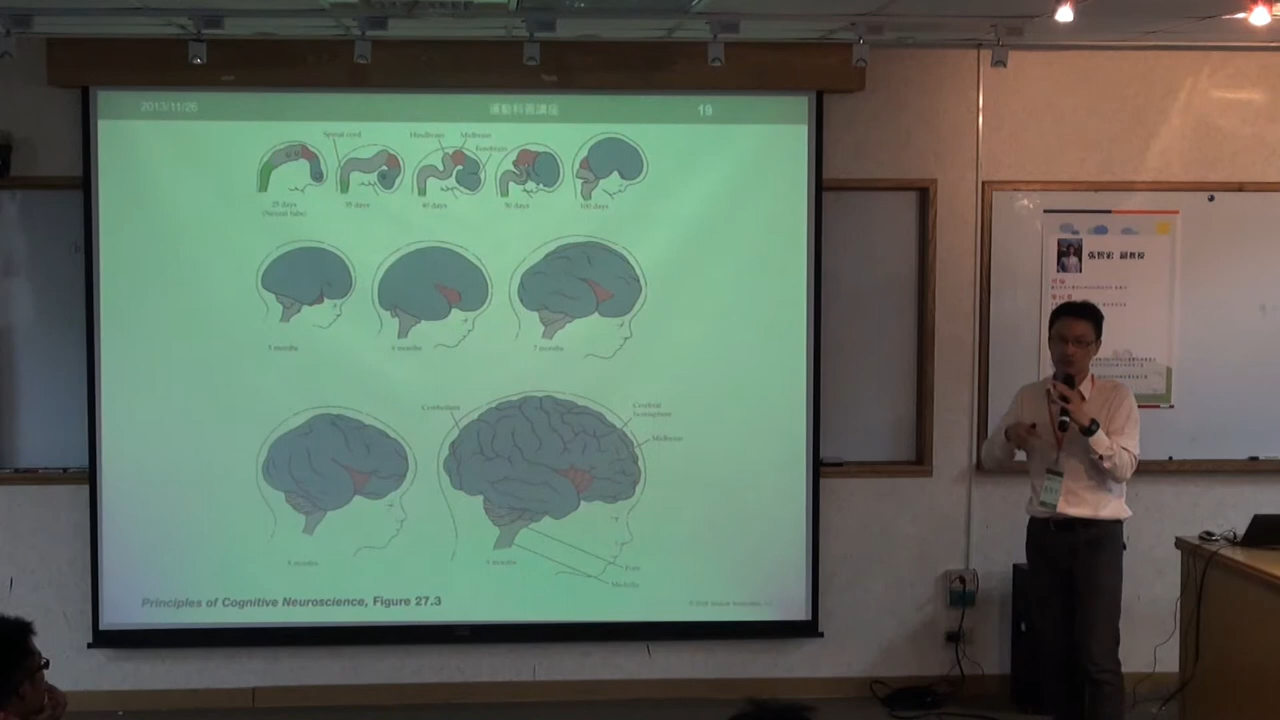 2013/11/26
運動科普講座
19
Spinal cord
Hindbrain
Midbrain
Forebrain
25 days
(Neural tube)
35 days
40 days
50 days
100 days
5 months
6 months
7 months
Cerebellum
Cerebral
hemisphere
Midbrain
8 months
9 months
Pons
Medulla
Principles of Cognitive Neuroscience, Figure 27.3
張智宏 副教授